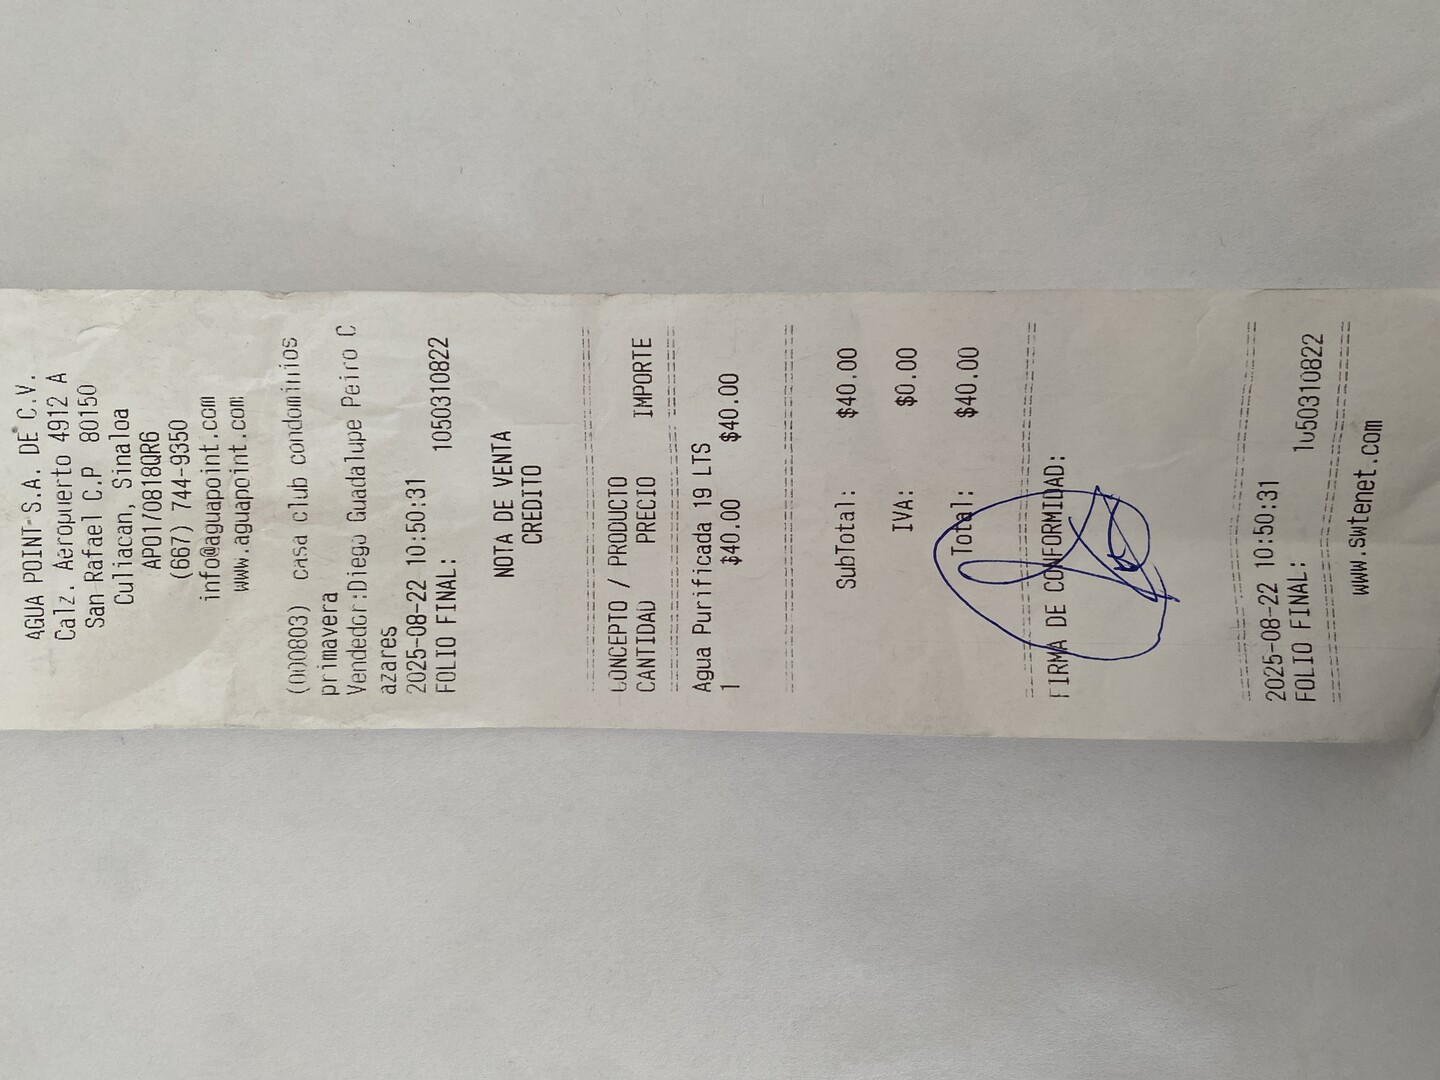 AGUA POINT S.A. DE C.V.
Calz. Aeropuerto 4912 A
San Rafael C.P 80150
Culiacan, Sinaloa
APO170818QR6
(667) 744-9350
info@aguapoint.com
www.aguapoint.com
(000803) casa club condominios
primavera
Vendedor:Diego Guadalupe Peiro C
azares
2025-08-22 10:50:31
FOLIO FINAL: 1050310822
NOTA DE VENTA
CREDITO
CONCEPTO / PRODUCTO
CANTIDAD PRECIO IMPORTE
Agua Purificada 19 LTS
1 $40.00 $40.00
SubTotal: $40.00
IVA: $0.00
Total: $40.00
FIRMA DE CONFORMIDAD:
2025-08-22 10:50:31
FOLIO FINAL: 1050310822
www.swtenet.com